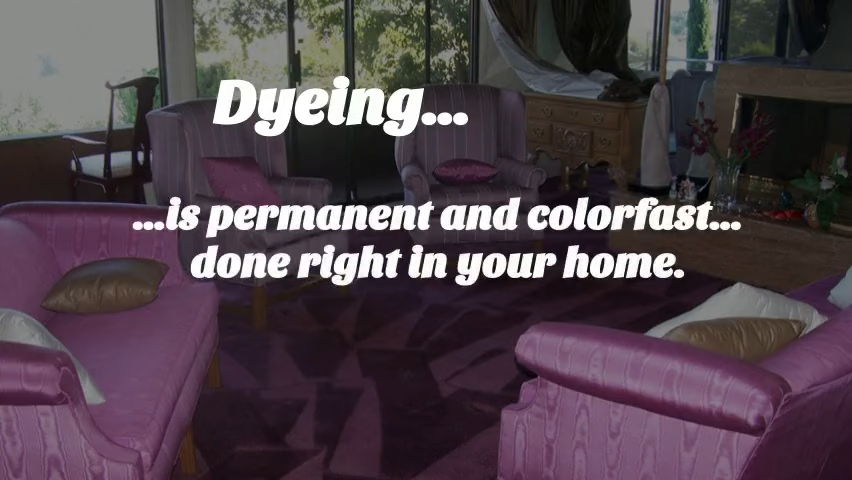 Dyeing...
...is permanent and colorfast...
done right in your home.